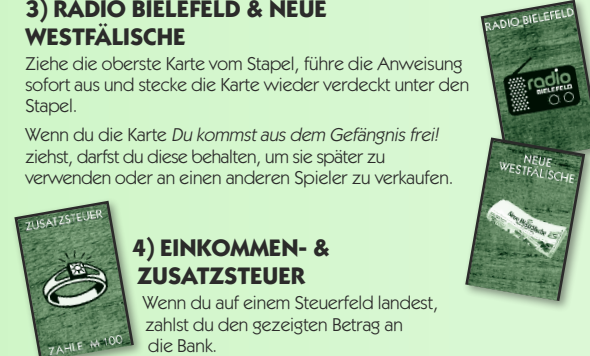 3) RADIO BIELEFELD & NEUE
WESTFÄLISCHE
Ziehe die oberste Karte vom Stapel, führe die Anweisung
sofort aus und stecke die Karte wieder verdeckt unter den
Stapel.
Wenn du die Karte Du kommst aus dem Gefängnis frei!
ziehst, darfst du diese behalten, um sie später zu
verwenden oder an einen anderen Spieler zu verkaufen.
RADIO BIELEFELD
radio
BIELEFELD
NEUE
WESTFÄLISCHE
ZUSATZSTEUER
ZAHLE M 100
4) EINKOMMEN- &
ZUSATZSTEUER
Wenn du auf einem Steuerfeld landest,
zahlst du den gezeigten Betrag an
die Bank.